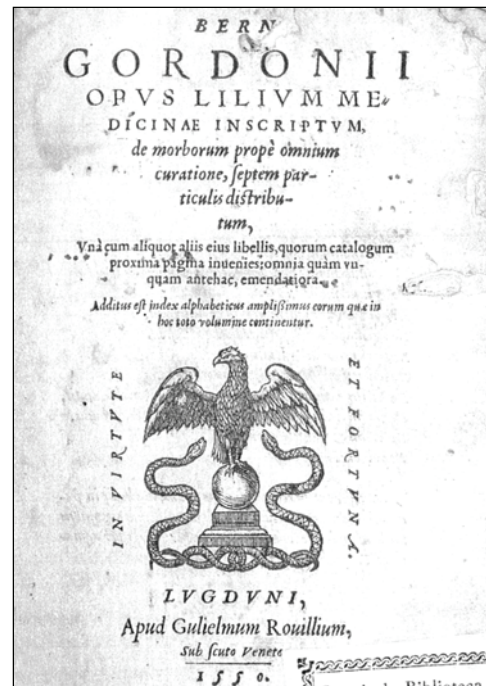 BERN
GORDONII
OPVS LILIVM ME-
DICINAE INSCRIPTVM,
de morborum propè omnium
curatione, septem par-
ticulis distribu-
tum,
Vnà cum aliquot aliis eius libellis, quorum catalogum
proxima pagina inuenies: omnia quàm vn-
quam antehac, emendatiora.
Additus est index alphabeticus amplißimus eorum quæ in
hoc toto volumine continentur.
IN VIRTVTE
ET FORTVNA.
LVGDVNI,
Apud Gulielmum Rouillium,
Sub scuto Veneto
1550.
Biblioteca